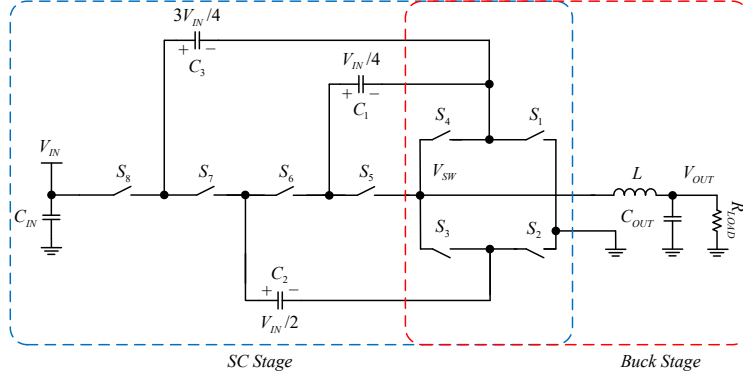 3V_IN/4
+ −
C_3
V_IN/4
+ −
C_1
S_4
S_1
V_IN
S_8
S_7
S_6
S_5
V_SW
L
V_OUT
C_IN
C_OUT
R_LOAD
S_3
S_2
C_2
+ −
V_IN/2
SC Stage
Buck Stage